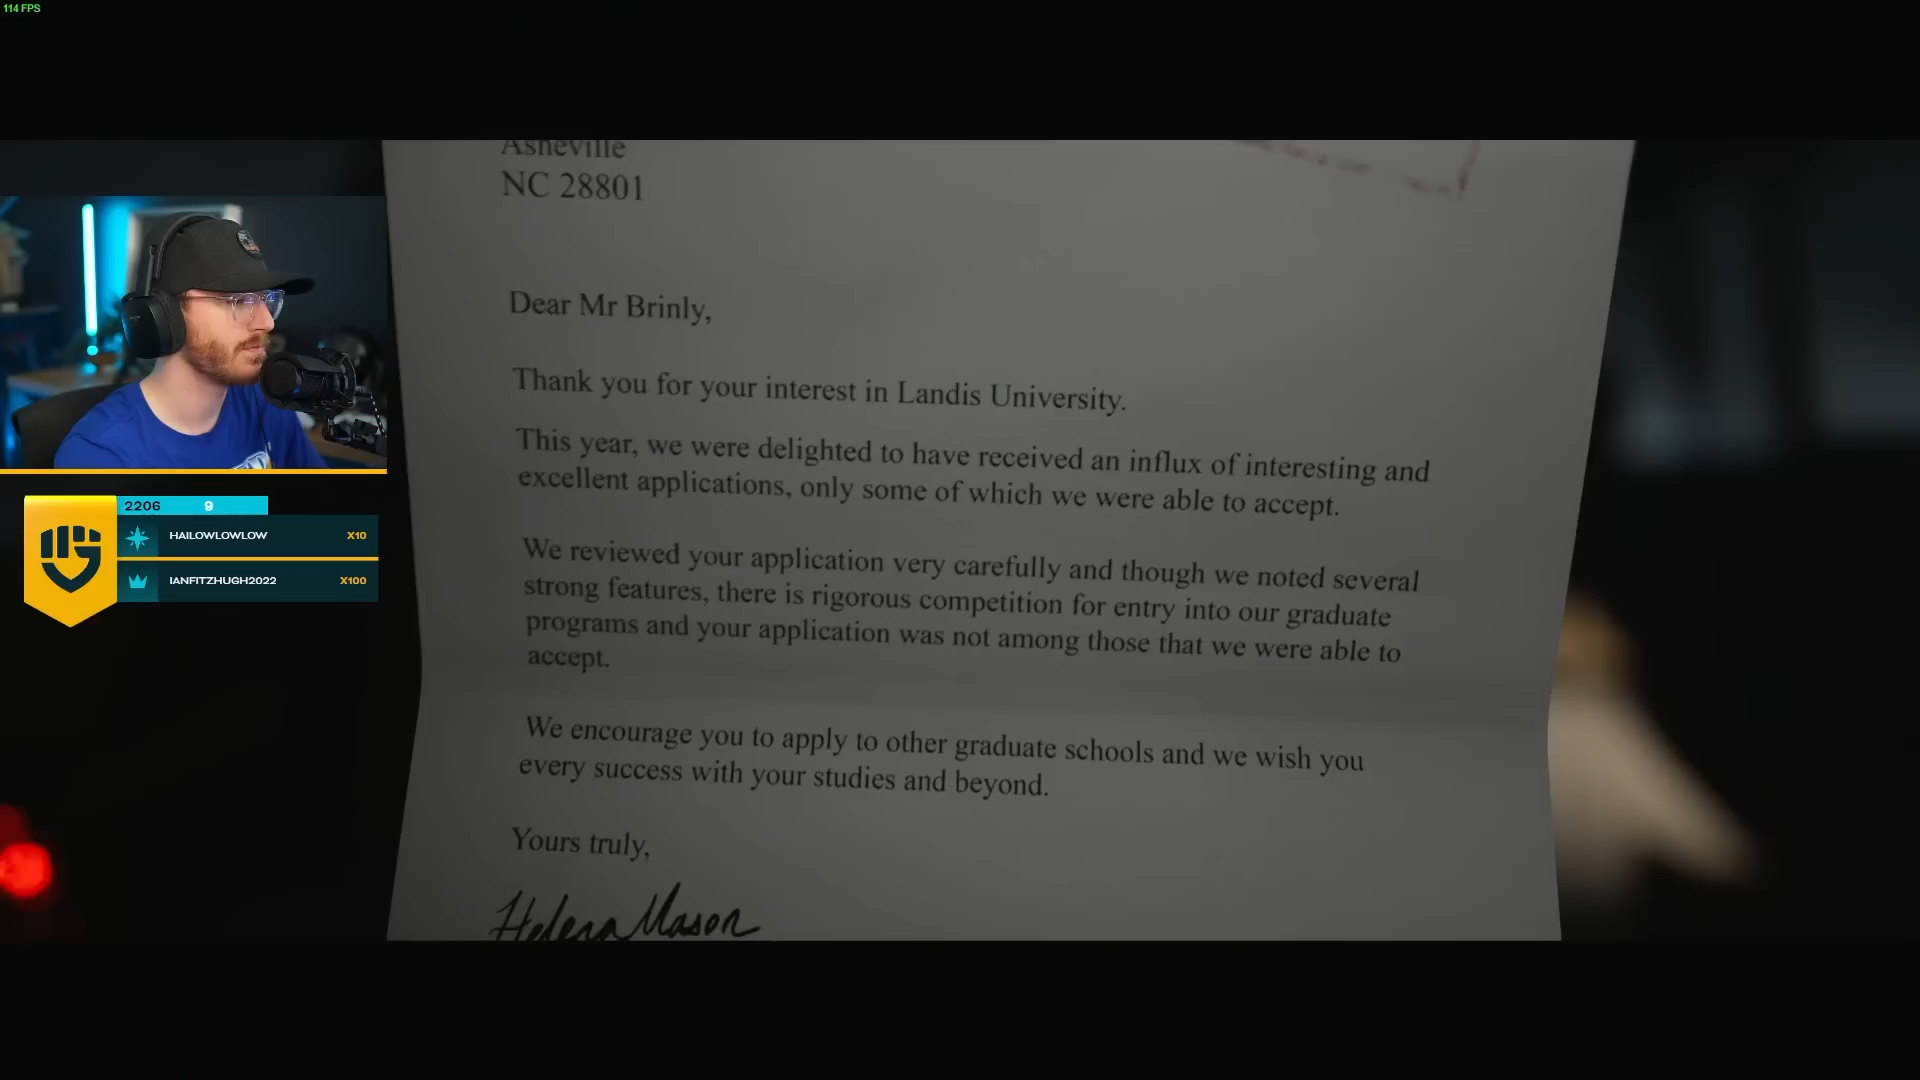 114 FPS
Asheville
NC 28801
Dear Mr Brinly,
Thank you for your interest in Landis University.
This year, we were delighted to have received an influx of interesting and
excellent applications, only some of which we were able to accept.
We reviewed your application very carefully and though we noted several
strong features, there is rigorous competition for entry into our graduate
programs and your application was not among those that we were able to
accept.
We encourage you to apply to other graduate schools and we wish you
every success with your studies and beyond.
Yours truly,
Helena Mason
2206 9
HAILOWLOWLOW X10
IANFITZHUGH2022 X100